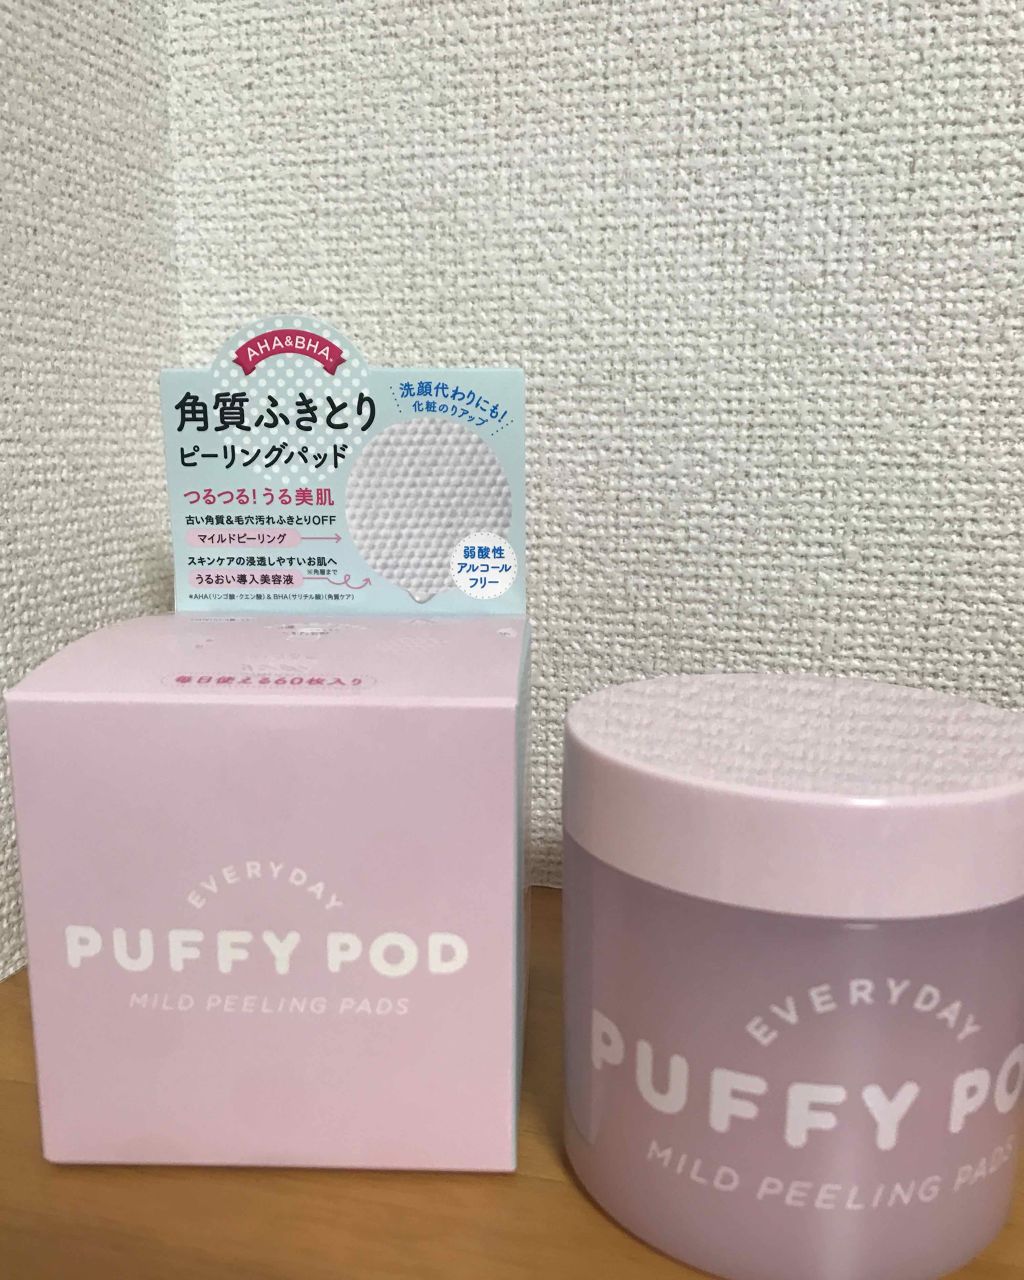 AHA&BHA*
角質ふきとり
ピーリングパッド
洗顔代わりにも!
化粧のりアップ
つるつる!うる美肌
古い角質&毛穴汚れふきとりOFF
マイルドピーリング
スキンケアの浸透しやすいお肌へ
※角層まで
うるおい導入美容液
*AHA(リンゴ酸・クエン酸)&BHA(サリチル酸)(角質ケア)
弱酸性
アルコール
フリー
毎日使える60枚入り
EVERYDAY
PUFFY POD
MILD PEELING PADS
EVERYDAY
PUFFY PO
MILD PEELING PADS